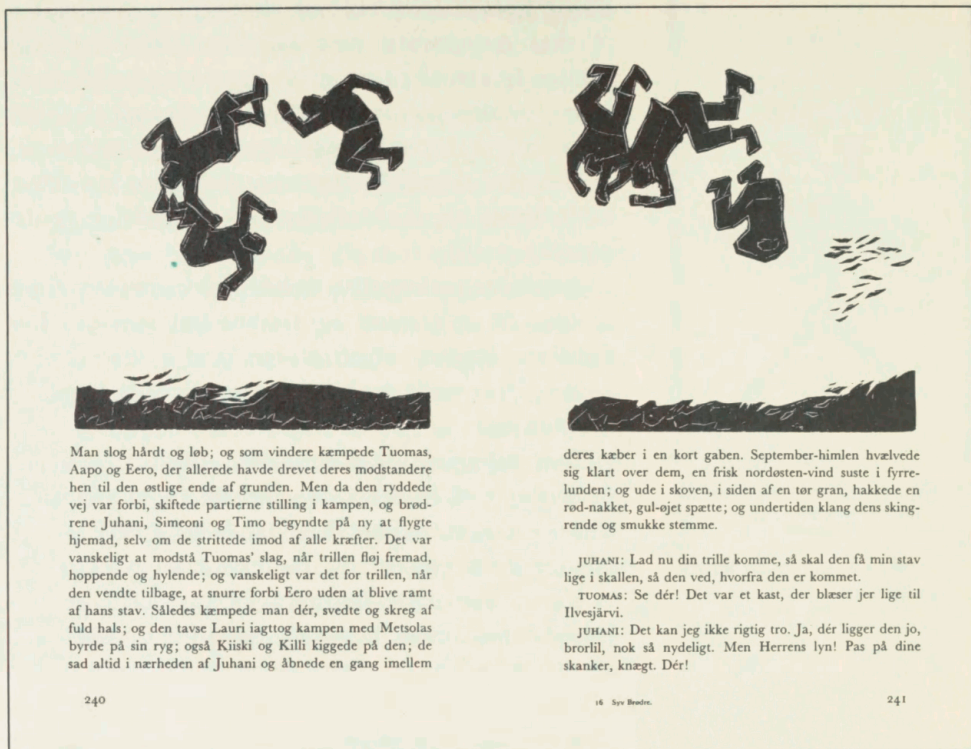 Man slog hårdt og løb; og som vindere kæmpede Tuomas,
Aapo og Eero, der allerede havde drevet deres modstandere
hen til den østlige ende af grunden. Men da den ryddede
vej var forbi, skiftede partierne stilling i kampen, og brød-
rene Juhani, Simeoni og Timo begyndte på ny at flygte
hjemad, selv om de strittede imod af alle kræfter. Det var
vanskeligt at modstå Tuomas' slag, når trillen fløj fremad,
hoppende og hylende; og vanskeligt var det for trillen, når
den vendte tilbage, at snurre forbi Eero uden at blive ramt
af hans stav. Således kæmpede man dér, svedte og skreg af
fuld hals; og den tavse Lauri iagttog kampen med Metsolas
byrde på sin ryg; også Kiiski og Killi kiggede på den; de
sad altid i nærheden af Juhani og åbnede en gang imellem
240
deres kæber i en kort gaben. September-himlen hvælvede
sig klart over dem, en frisk nordøsten-vind suste i fyrre-
lunden; og ude i skoven, i siden af en tør gran, hakkede en
rød-nakket, gul-øjet spætte; og undertiden klang dens sking-
rende og smukke stemme.
JUHANI: Lad nu din trille komme, så skal den få min stav
lige i skallen, så den ved, hvorfra den er kommet.
TUOMAS: Se dér! Det var et kast, der blæser jer lige til
Ilvesjärvi.
JUHANI: Det kan jeg ikke rigtig tro. Ja, dér ligger den jo,
brorlil, nok så nydeligt. Men Herrens lyn! Pas på dine
skanker, knægt. Dér!
16 Syv Brødre.
241